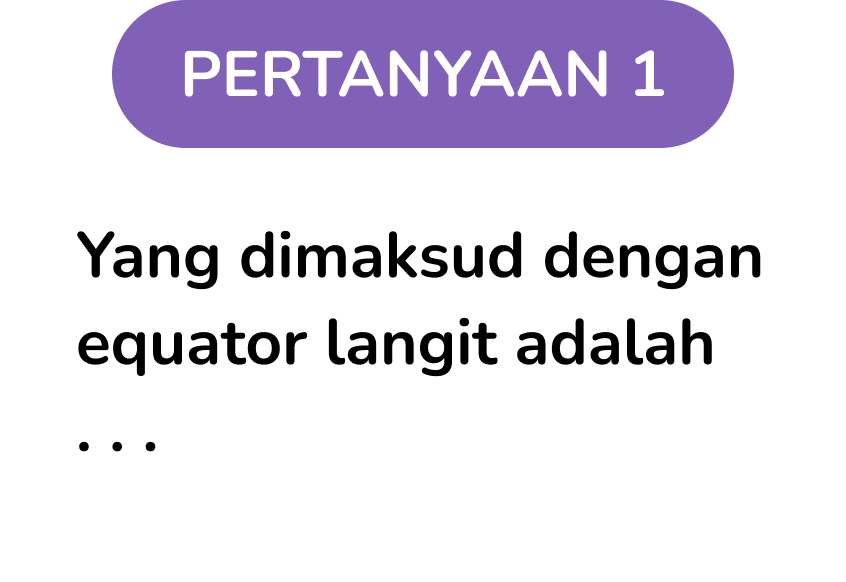 PERTANYAAN 1
Yang dimaksud dengan
equator langit adalah
. . .